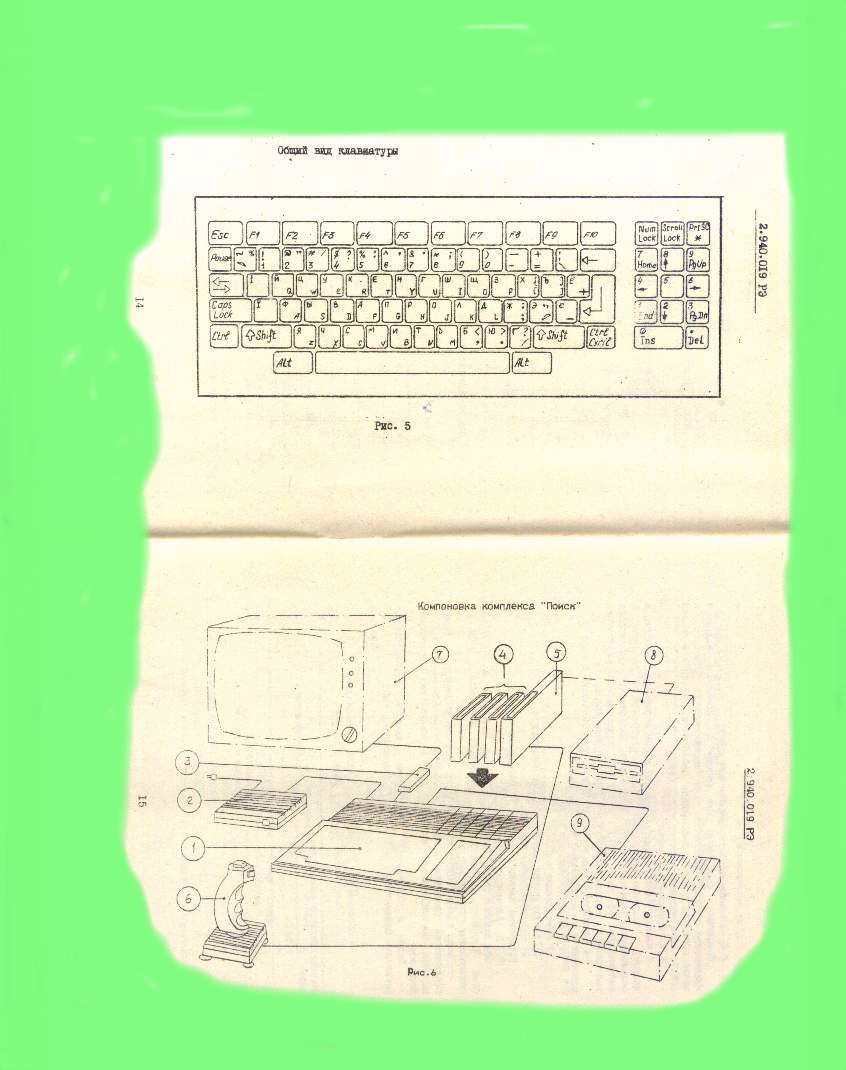 Общий вид клавиатуры
2.940.019 РЭ
14
Esc F1 F2 F3 F4 F5 F6 F7 F8 F9 F10 Num Lock Scroll Lock PrtSc *
Pause 1 2 3 4 5 6 7 8 9 0 - + = 7 Home 8 9 PgUp
Й Q Ц W У E К R Е T Н Y Г U Ш I Щ O З P Х Ъ 4 5 6
Caps Lock Ф A Ы S В D А F П G Р H О J Л K Д L Ж ; Э 1 End 2 3 PgDn
Ctrl Shift Я Z Ч X С C М V И B Т N Ь M Б < , Ю > . ? / Shift Ctrl Cyril 0 Ins . Del
Alt Alt
Рис. 5
Компоновка комплекса "Поиск"
7
4
5
8
3
2
1
6
9
15
2.940.019 РЭ
Рис.6